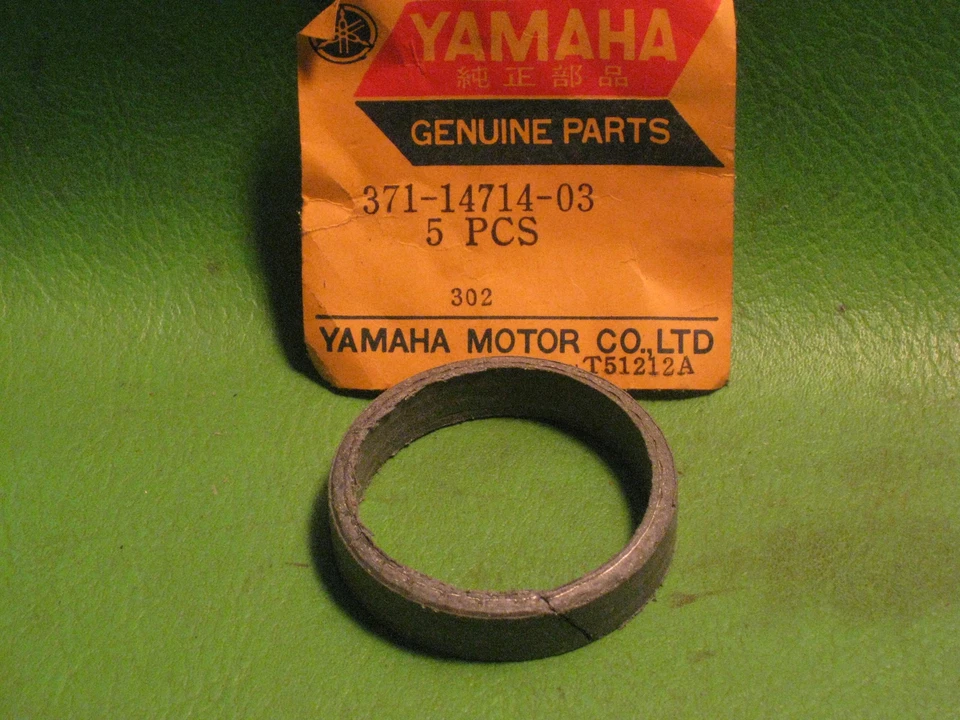 YAMAHA
純正部品
GENUINE PARTS
371-14714-03
5 PCS
302
YAMAHA MOTOR CO.,LTD
T51212A